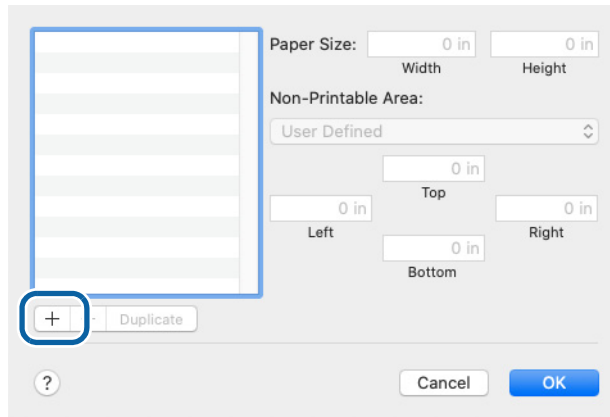 Paper Size: 0 in 0 in
Width Height
Non-Printable Area:
User Defined
0 in
Top
0 in 0 in
Left Right
0 in
Bottom
+ - Duplicate
? Cancel OK